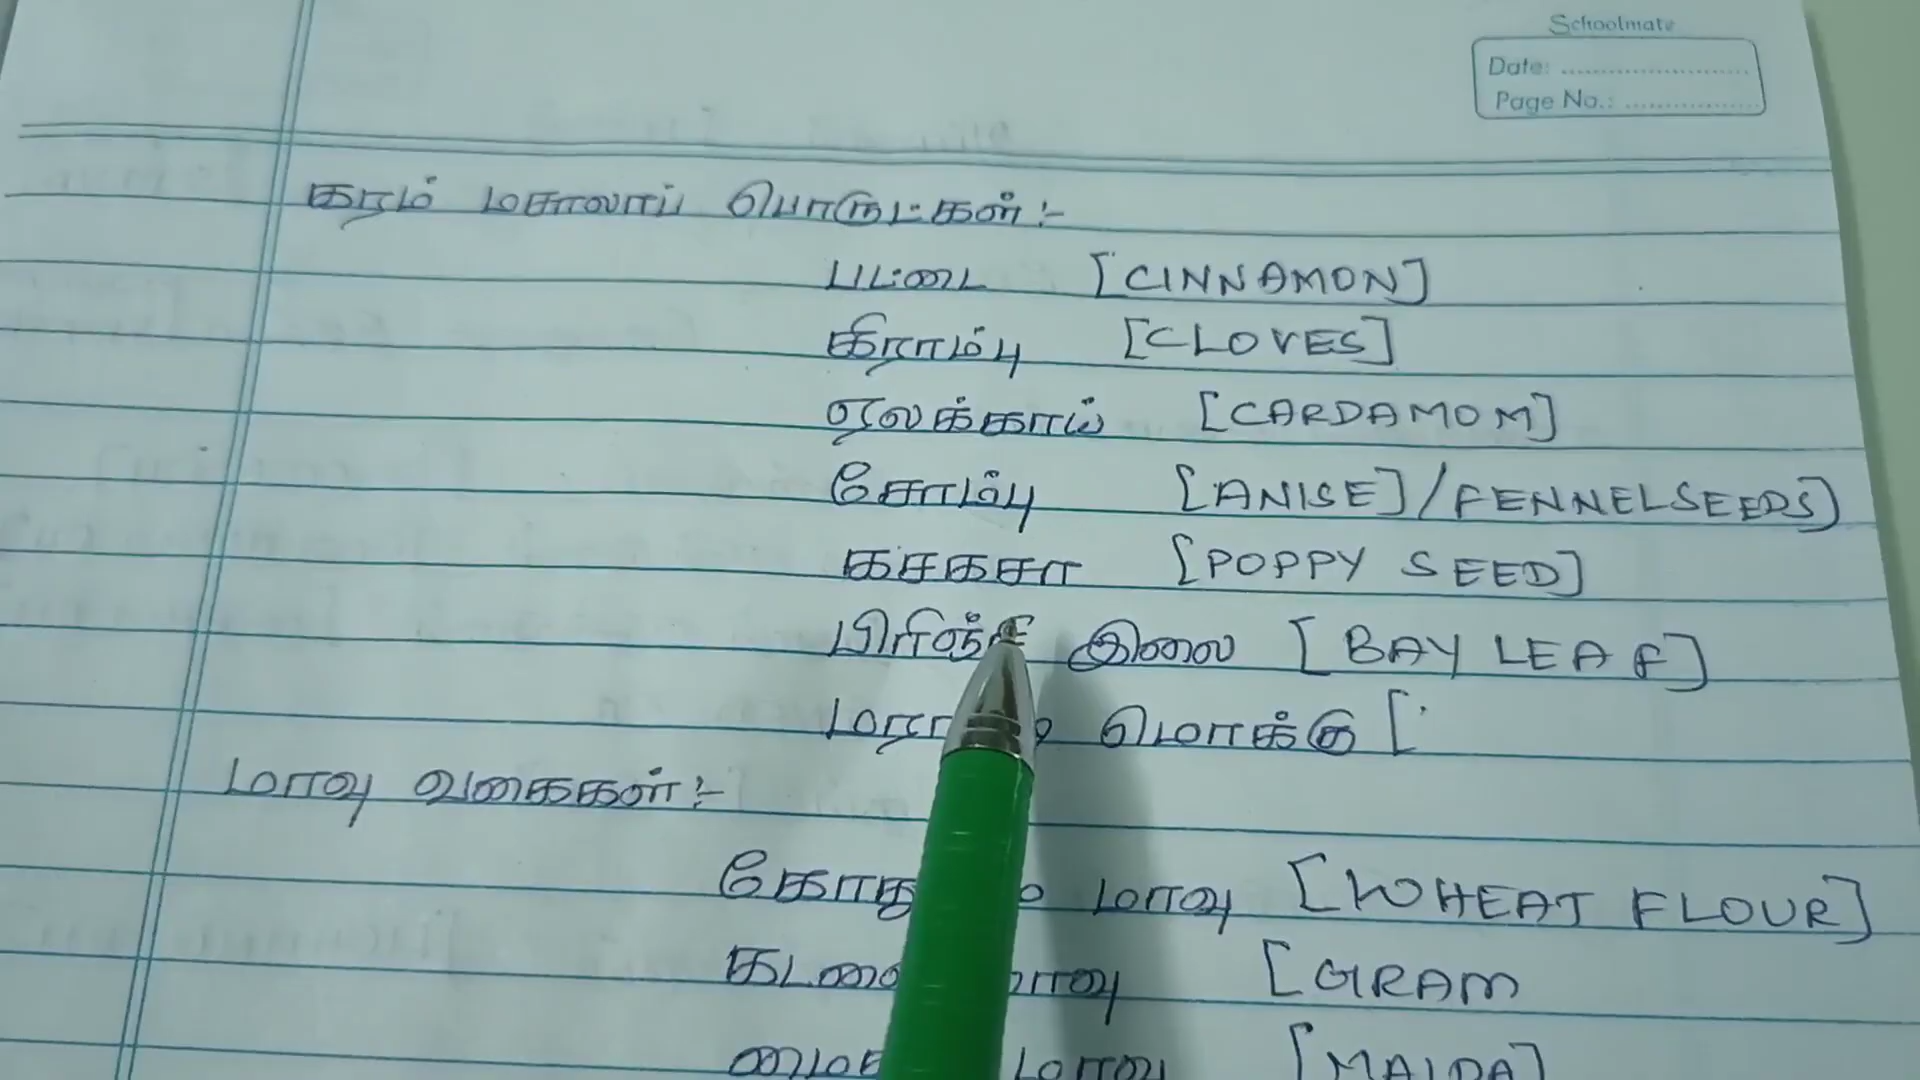 Schoolmate
Date:
Page No.:
கரம் மசாலாப் பொருட்கள் :-
பட்டை [CINNAMON]
கிராம்பு [CLOVES]
ஏலக்காய் [CARDAMOM]
சோம்பு [ANISE]/FENNELSEEDS)
கசகசா [POPPY SEED]
பிரிஞ்சி இலை [BAY LEAF]
மொக்கு [
மாவு வகைகள் :-
மாவு [WHEAT FLOUR]
[GRAM
மாவு [MAIDA]